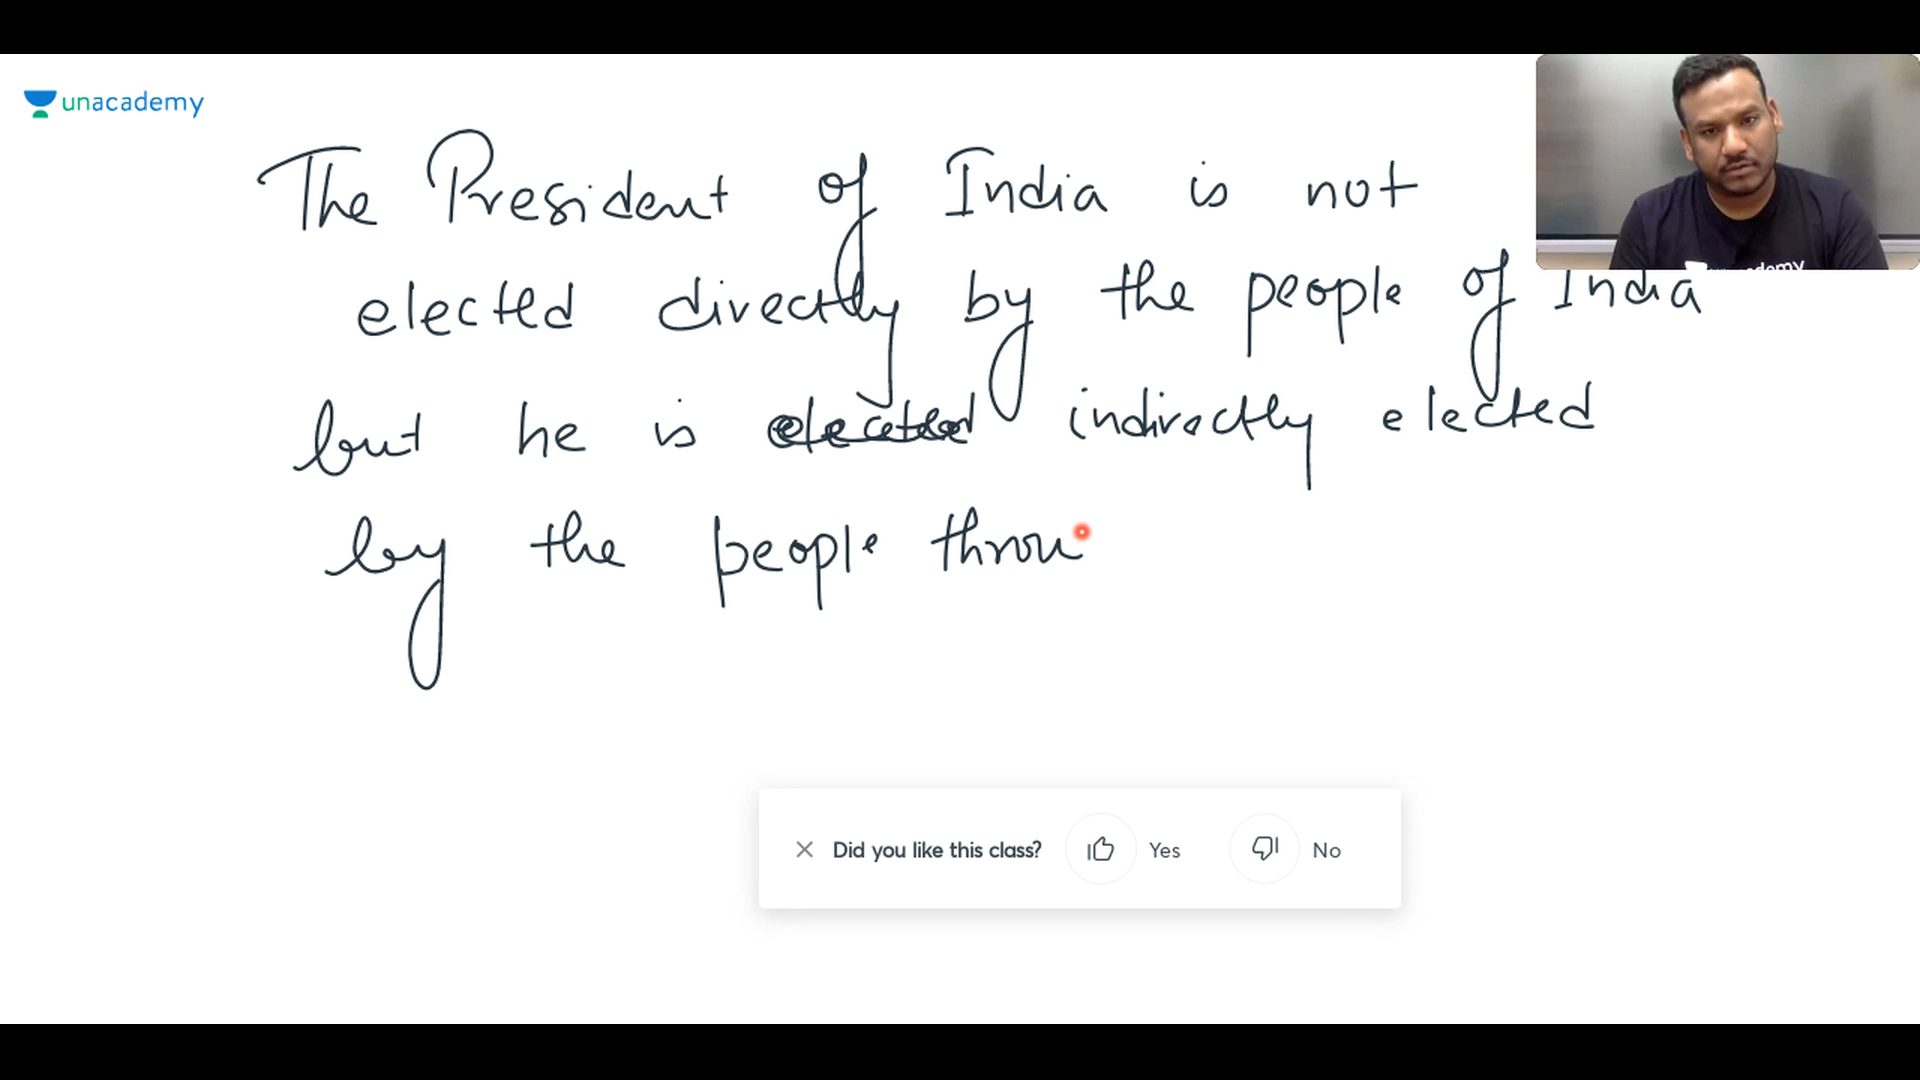 unacademy
The President of India is not
elected directly by the people of India
but he is elected indirectly elected
by the people throu
Did you like this class? Yes No